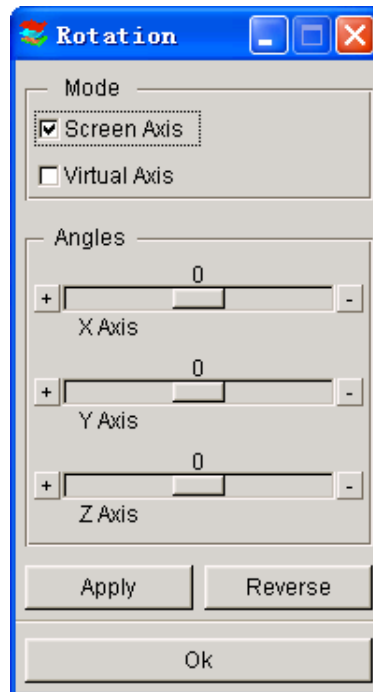 Rotation
Mode
Screen Axis
Virtual Axis
Angles
0
+ -
X Axis
0
+ -
Y Axis
0
+ -
Z Axis
Apply Reverse
Ok